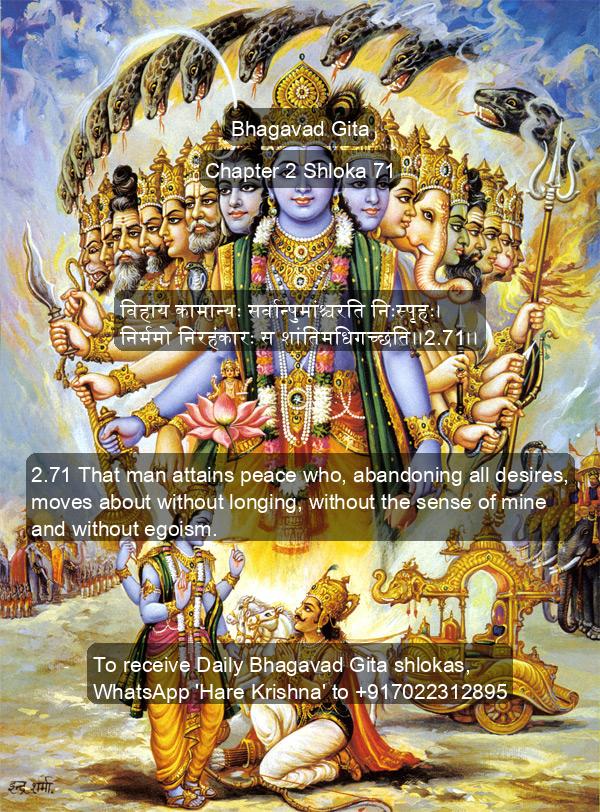 Bhagavad Gita
Chapter 2 Shloka 71
विहाय कामान्यः सर्वान्पुमांश्चरति निःस्पृहः।
निर्ममो निरहंकारः स शांतिमधिगच्छति।।2.71।।
2.71 That man attains peace who, abandoning all desires,
moves about without longing, without the sense of mine
and without egoism.
To receive Daily Bhagavad Gita shlokas,
WhatsApp 'Hare Krishna' to +917022312895
इन्द्र शर्मा